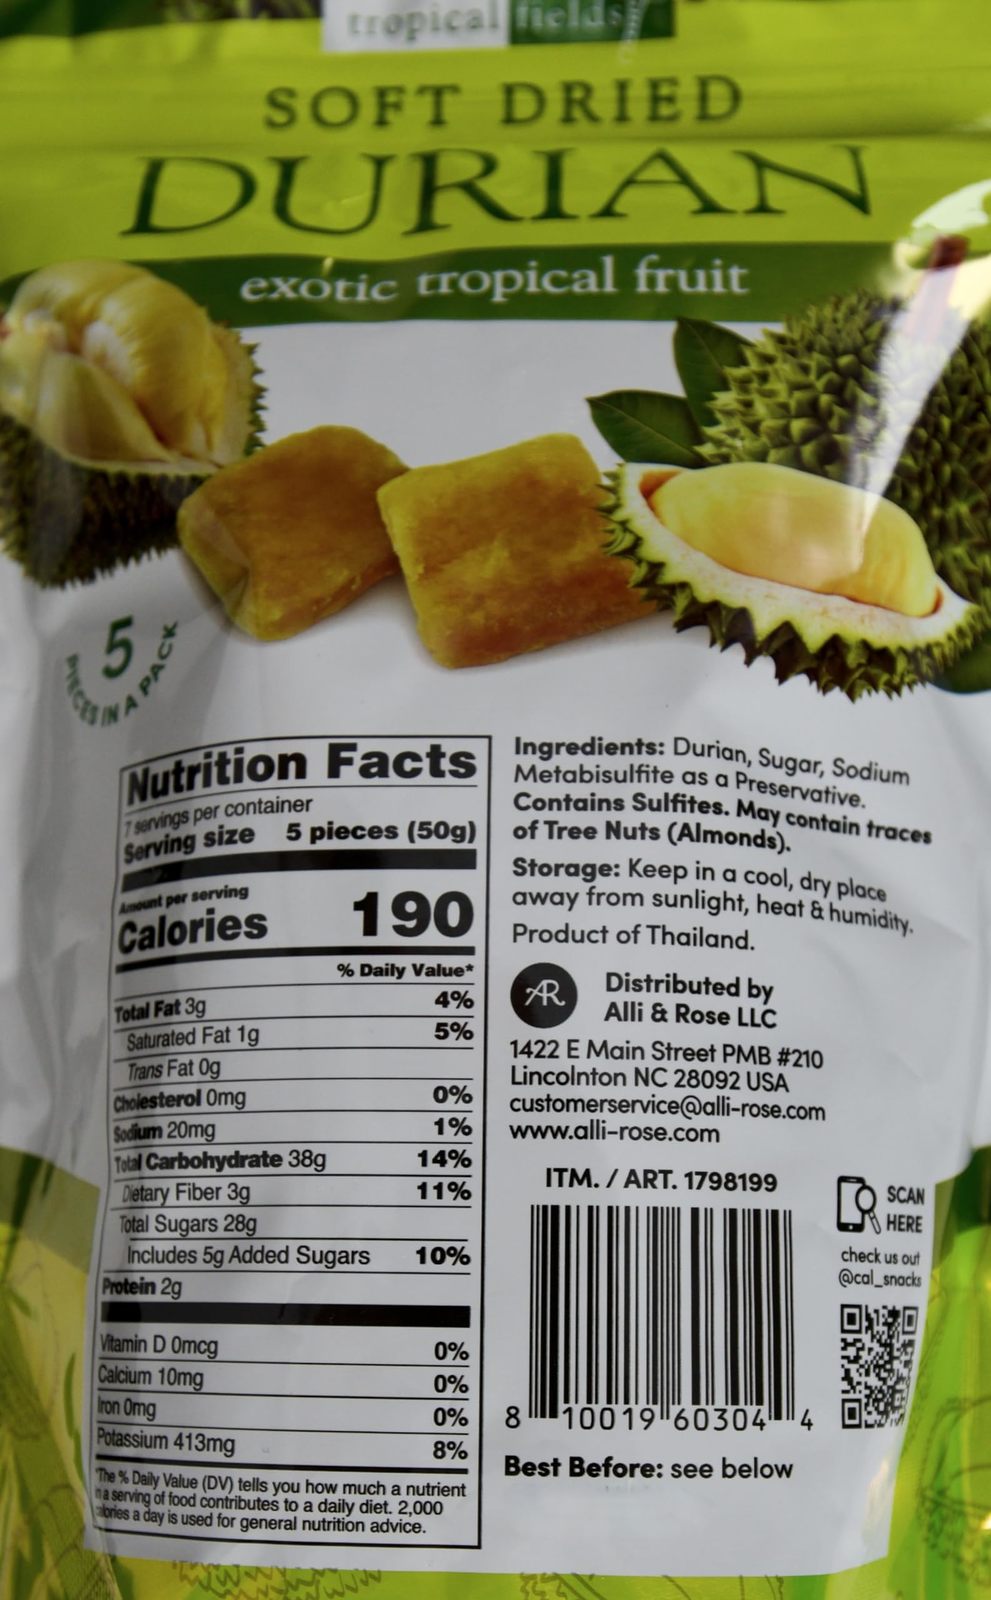 tropical fields
SOFT DRIED
DURIAN
exotic tropical fruit
5
PIECES IN A PACK
Nutrition Facts
7 servings per container
Serving size 5 pieces (50g)
Amount per serving
Calories 190
% Daily Value*
Total Fat 3g 4%
Saturated Fat 1g 5%
Trans Fat 0g
Cholesterol 0mg 0%
Sodium 20mg 1%
Total Carbohydrate 38g 14%
Dietary Fiber 3g 11%
Total Sugars 28g
Includes 5g Added Sugars 10%
Protein 2g
Vitamin D 0mcg 0%
Calcium 10mg 0%
Iron 0mg 0%
Potassium 413mg 8%
*The % Daily Value (DV) tells you how much a nutrient
in a serving of food contributes to a daily diet. 2,000
calories a day is used for general nutrition advice.
Ingredients: Durian, Sugar, Sodium
Metabisulfite as a Preservative.
Contains Sulfites. May contain traces
of Tree Nuts (Almonds).
Storage: Keep in a cool, dry place
away from sunlight, heat & humidity.
Product of Thailand.
AR
Distributed by
Alli & Rose LLC
1422 E Main Street PMB #210
Lincolnton NC 28092 USA
customerservice@alli-rose.com
www.alli-rose.com
ITM. / ART. 1798199
8 10019 60304 4
SCAN
HERE
check us out
@cal_snacks
Best Before: see below